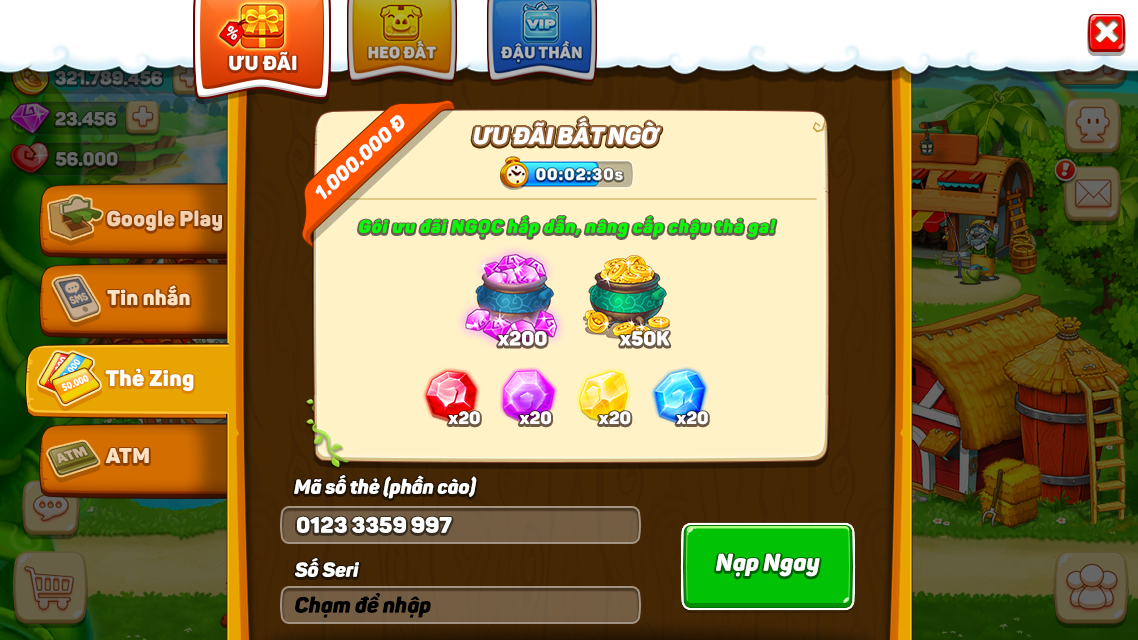 %
ƯU ĐÃI
HEO ĐẤT
VIP
ĐẬU THẦN
321.789.456
23.456
56.000
Google Play
SMS
Tin nhắn
50.000
Thẻ Zing
ATM
ATM
1.000.000 Đ
ƯU ĐÃI BẤT NGỜ
00:02:30s
Gói ưu đãi NGỌC hấp dẫn, nâng cấp chậu thả ga!
x200
x50K
x20
x20
x20
x20
Mã số thẻ (phần cào)
0123 3359 997
Số Seri
Chạm để nhập
Nạp Ngay